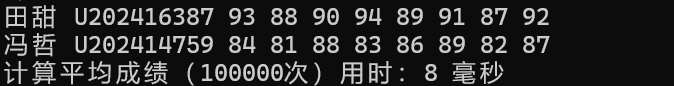 田甜 U202416387 93 88 90 94 89 91 87 92
冯哲 U202414759 84 81 88 83 86 89 82 87
计算平均成绩（100000次）用时：8 毫秒